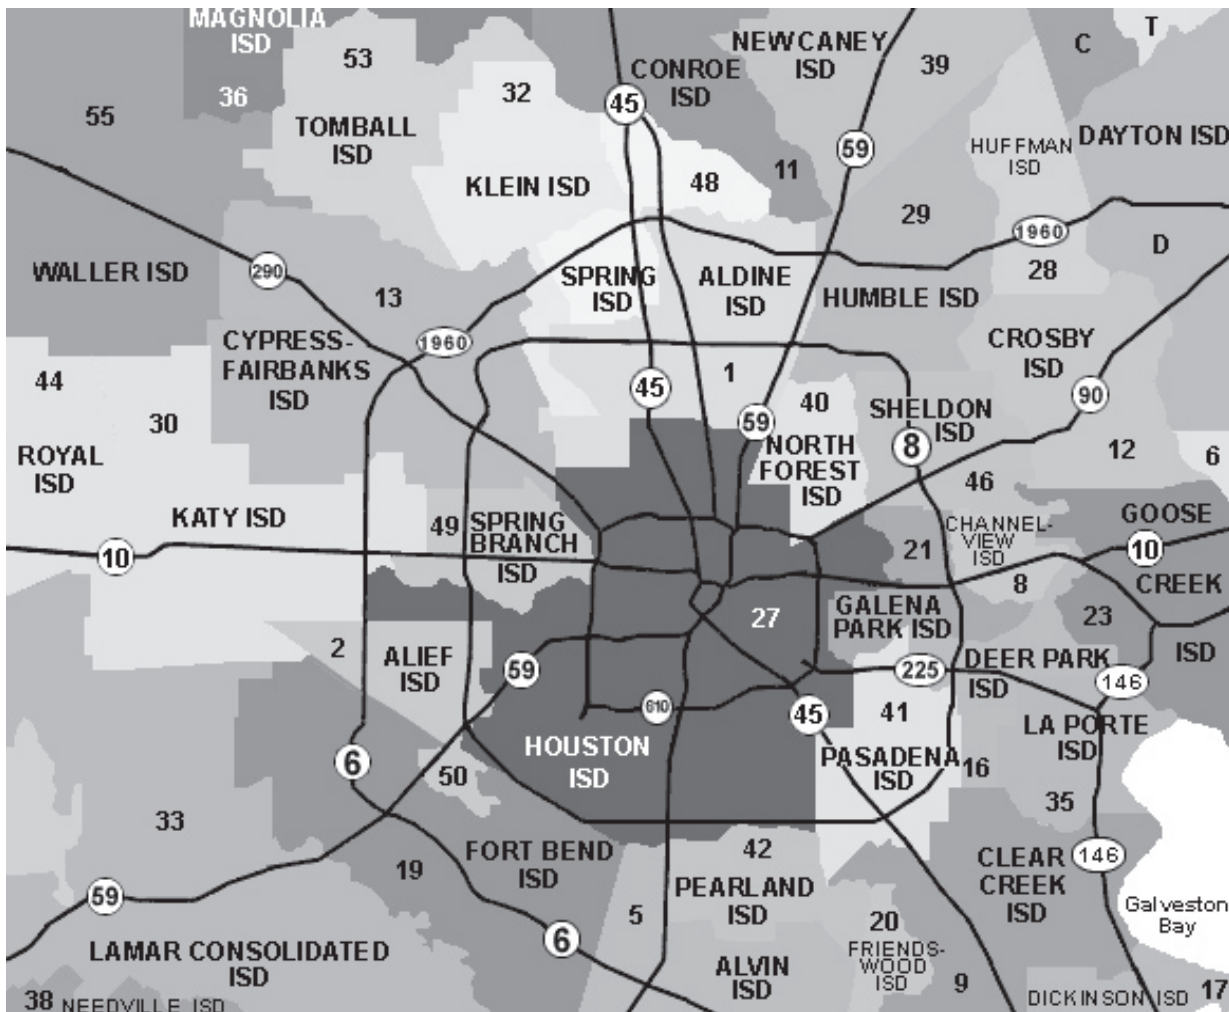 MAGNOLIA
ISD
36
53
TOMBALL
ISD
32
KLEIN ISD
45
CONROE
ISD
NEW CANEY
ISD
39
C
T
55
48
11
59
HUFFMAN
ISD
DAYTON ISD
29
1960
D
28
WALLER ISD
290
13
SPRING
ISD
ALDINE
ISD
HUMBLE ISD
CYPRESS-
FAIRBANKS
ISD
1960
CROSBY
ISD
44
30
45
1
59
40
SHELDON
ISD
8
90
12
6
ROYAL
ISD
NORTH
FOREST
ISD
46
KATY ISD
49
SPRING
BRANCH
ISD
10
21
CHANNEL-
VIEW
ISD
8
GOOSE
10
CREEK
ISD
23
2
ALIEF
ISD
27
GALENA
PARK ISD
59
225
DEER PARK
ISD
146
610
45
41
LA PORTE
ISD
HOUSTON
ISD
6
50
PASADENA
ISD
16
35
33
19
FORT BEND
ISD
42
PEARLAND
ISD
CLEAR
CREEK
ISD
146
59
6
5
20
Galveston
Bay
LAMAR CONSOLIDATED
ISD
ALVIN
ISD
FRIENDS-
WOOD
ISD
9
38 NEEDVILLE ISD
DICKINSON ISD 17